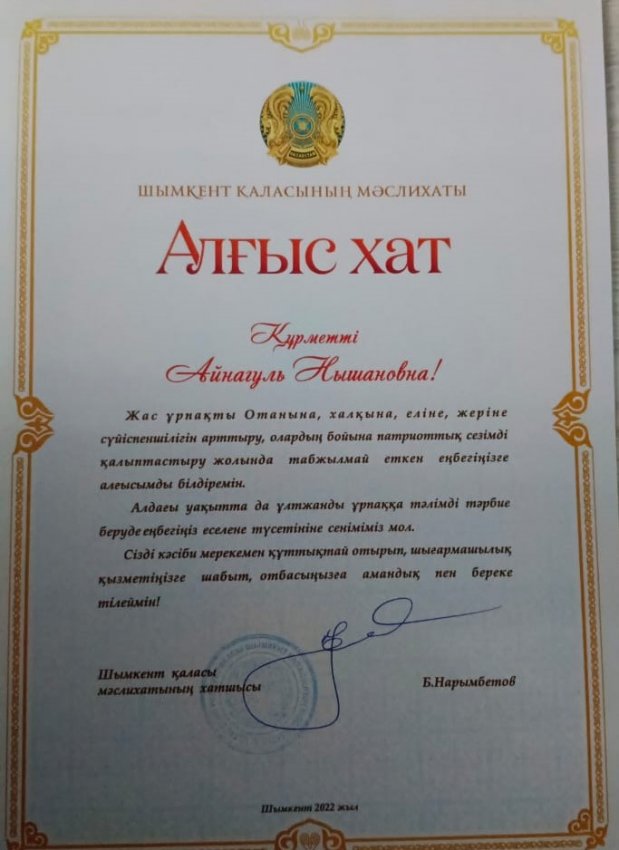 ҚАЗАҚСТАН
ШЫМКЕНТ ҚАЛАСЫНЫҢ МӘСЛИХАТЫ
АЛҒЫС ХАТ
Құрметті
Айнагуль Нышановна!
Жас ұрпақты Отанына, халқына, еліне, жеріне
сүйіспеншілігін арттыру, олардың бойына патриоттық сезімді
қалыптастыру жолында табжылмай еткен еңбегіңізге
алғысымды білдіремін.
Алдағы уақытта да ұлтжанды ұрпаққа тәлімді тәрбие
беруде еңбегіңіз еселене түсетініне сеніміміз мол.
Сізді кәсіби мерекемен құттықтай отырып, шығармашылық
қызметіңізге шабыт, отбасыңызға амандық пен береке
тілеймін!
Шымкент қаласы
мәслихатының хатшысы
Б.Нарымбетов
Шымкент 2022 жыл